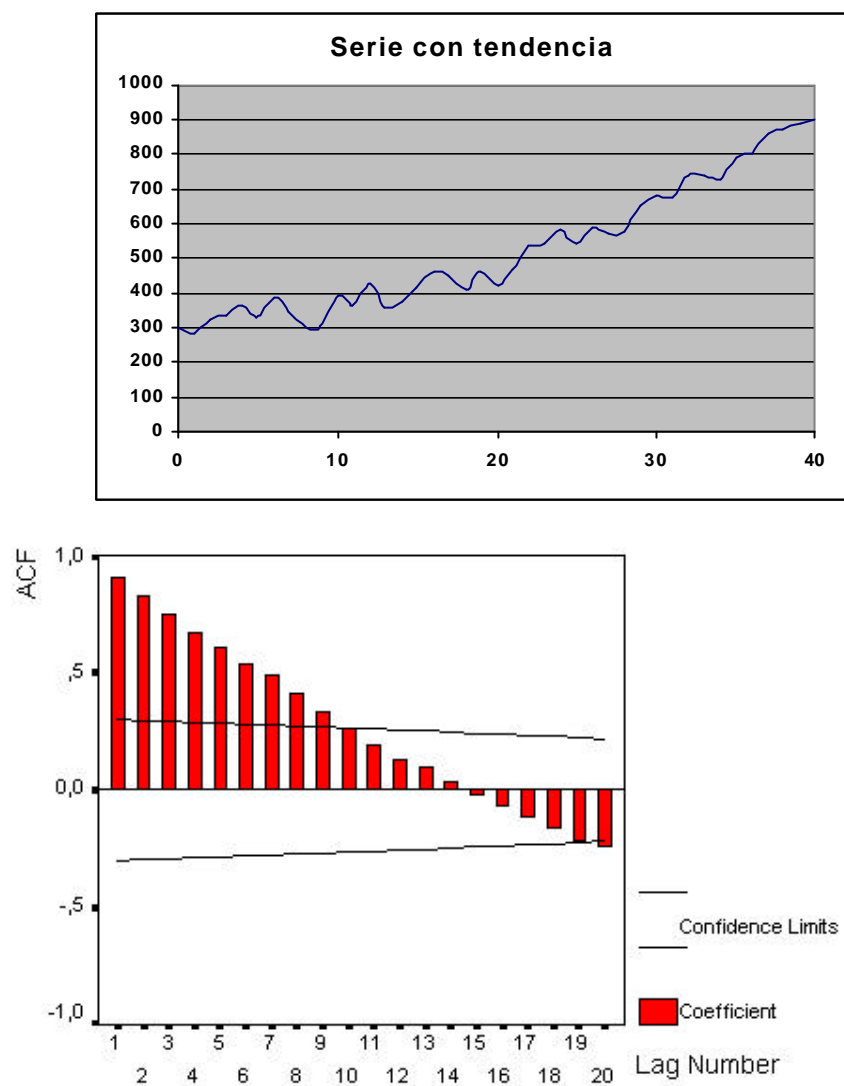 Serie con tendencia
1000
900
800
700
600
500
400
300
200
100
0
0 10 20 30 40
ACF
1,0
,5
0,0
-,5
-1,0
1 3 5 7 9 11 13 15 17 19
2 4 6 8 10 12 14 16 18 20
Lag Number
Confidence Limits
Coefficient